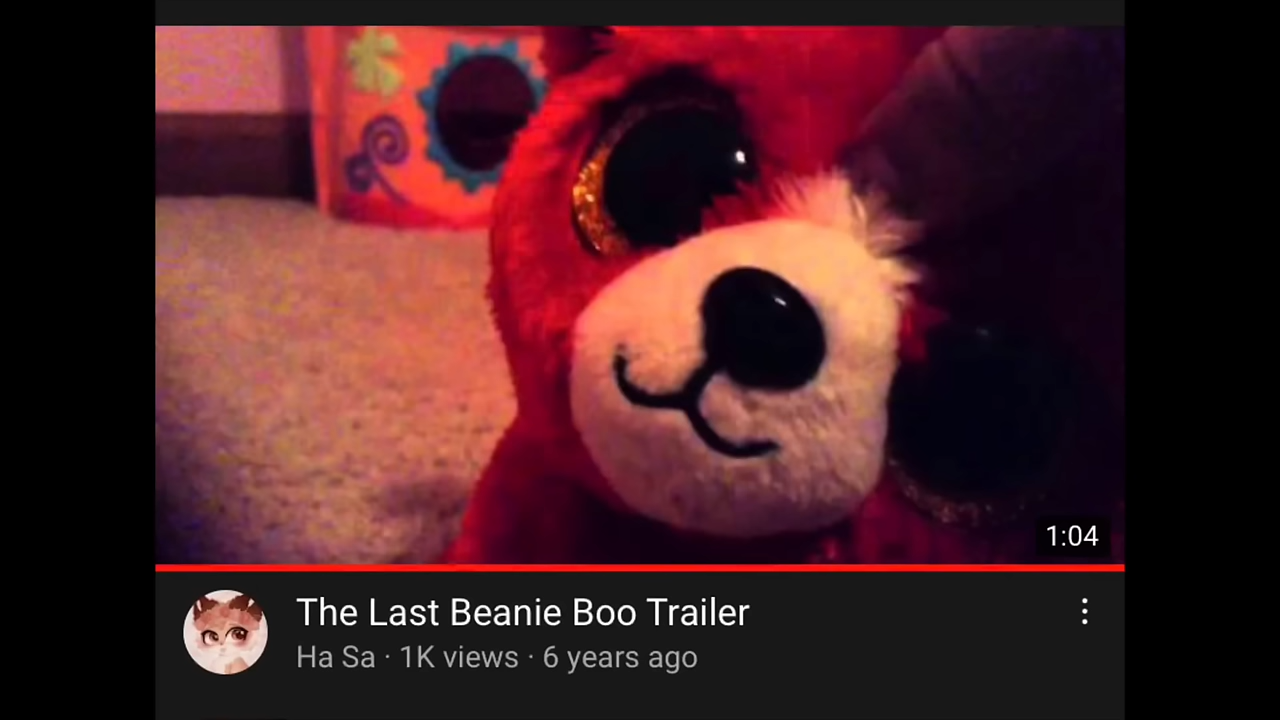 1:04
The Last Beanie Boo Trailer
Ha Sa · 1K views · 6 years ago